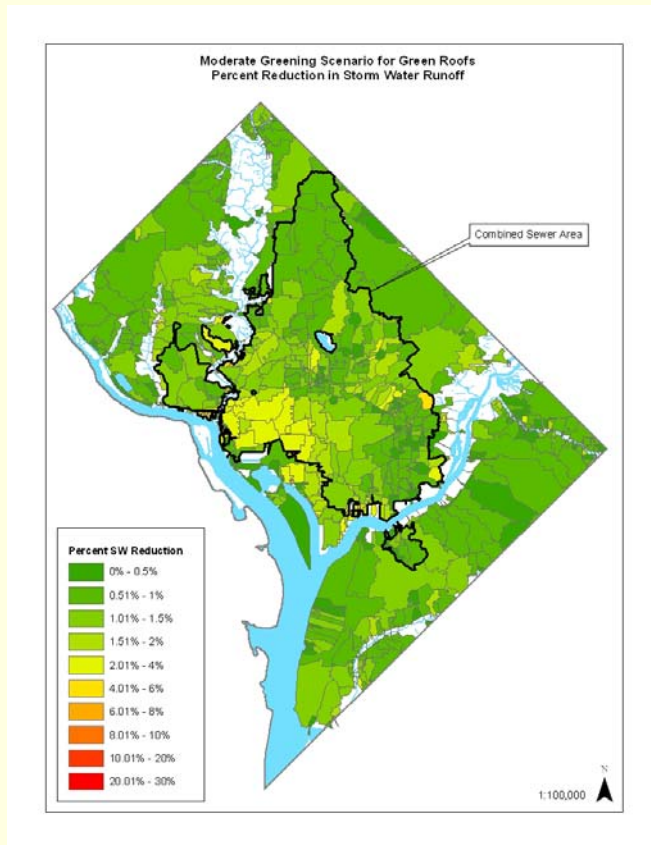 Moderate Greening Scenario for Green Roofs
Percent Reduction in Storm Water Runoff
Combined Sewer Area
Percent SW Reduction
0% - 0.5%
0.51% - 1%
1.01% - 1.5%
1.51% - 2%
2.01% - 4%
4.01% - 6%
6.01% - 8%
8.01% - 10%
10.01% - 20%
20.01% - 30%
N
1:100,000